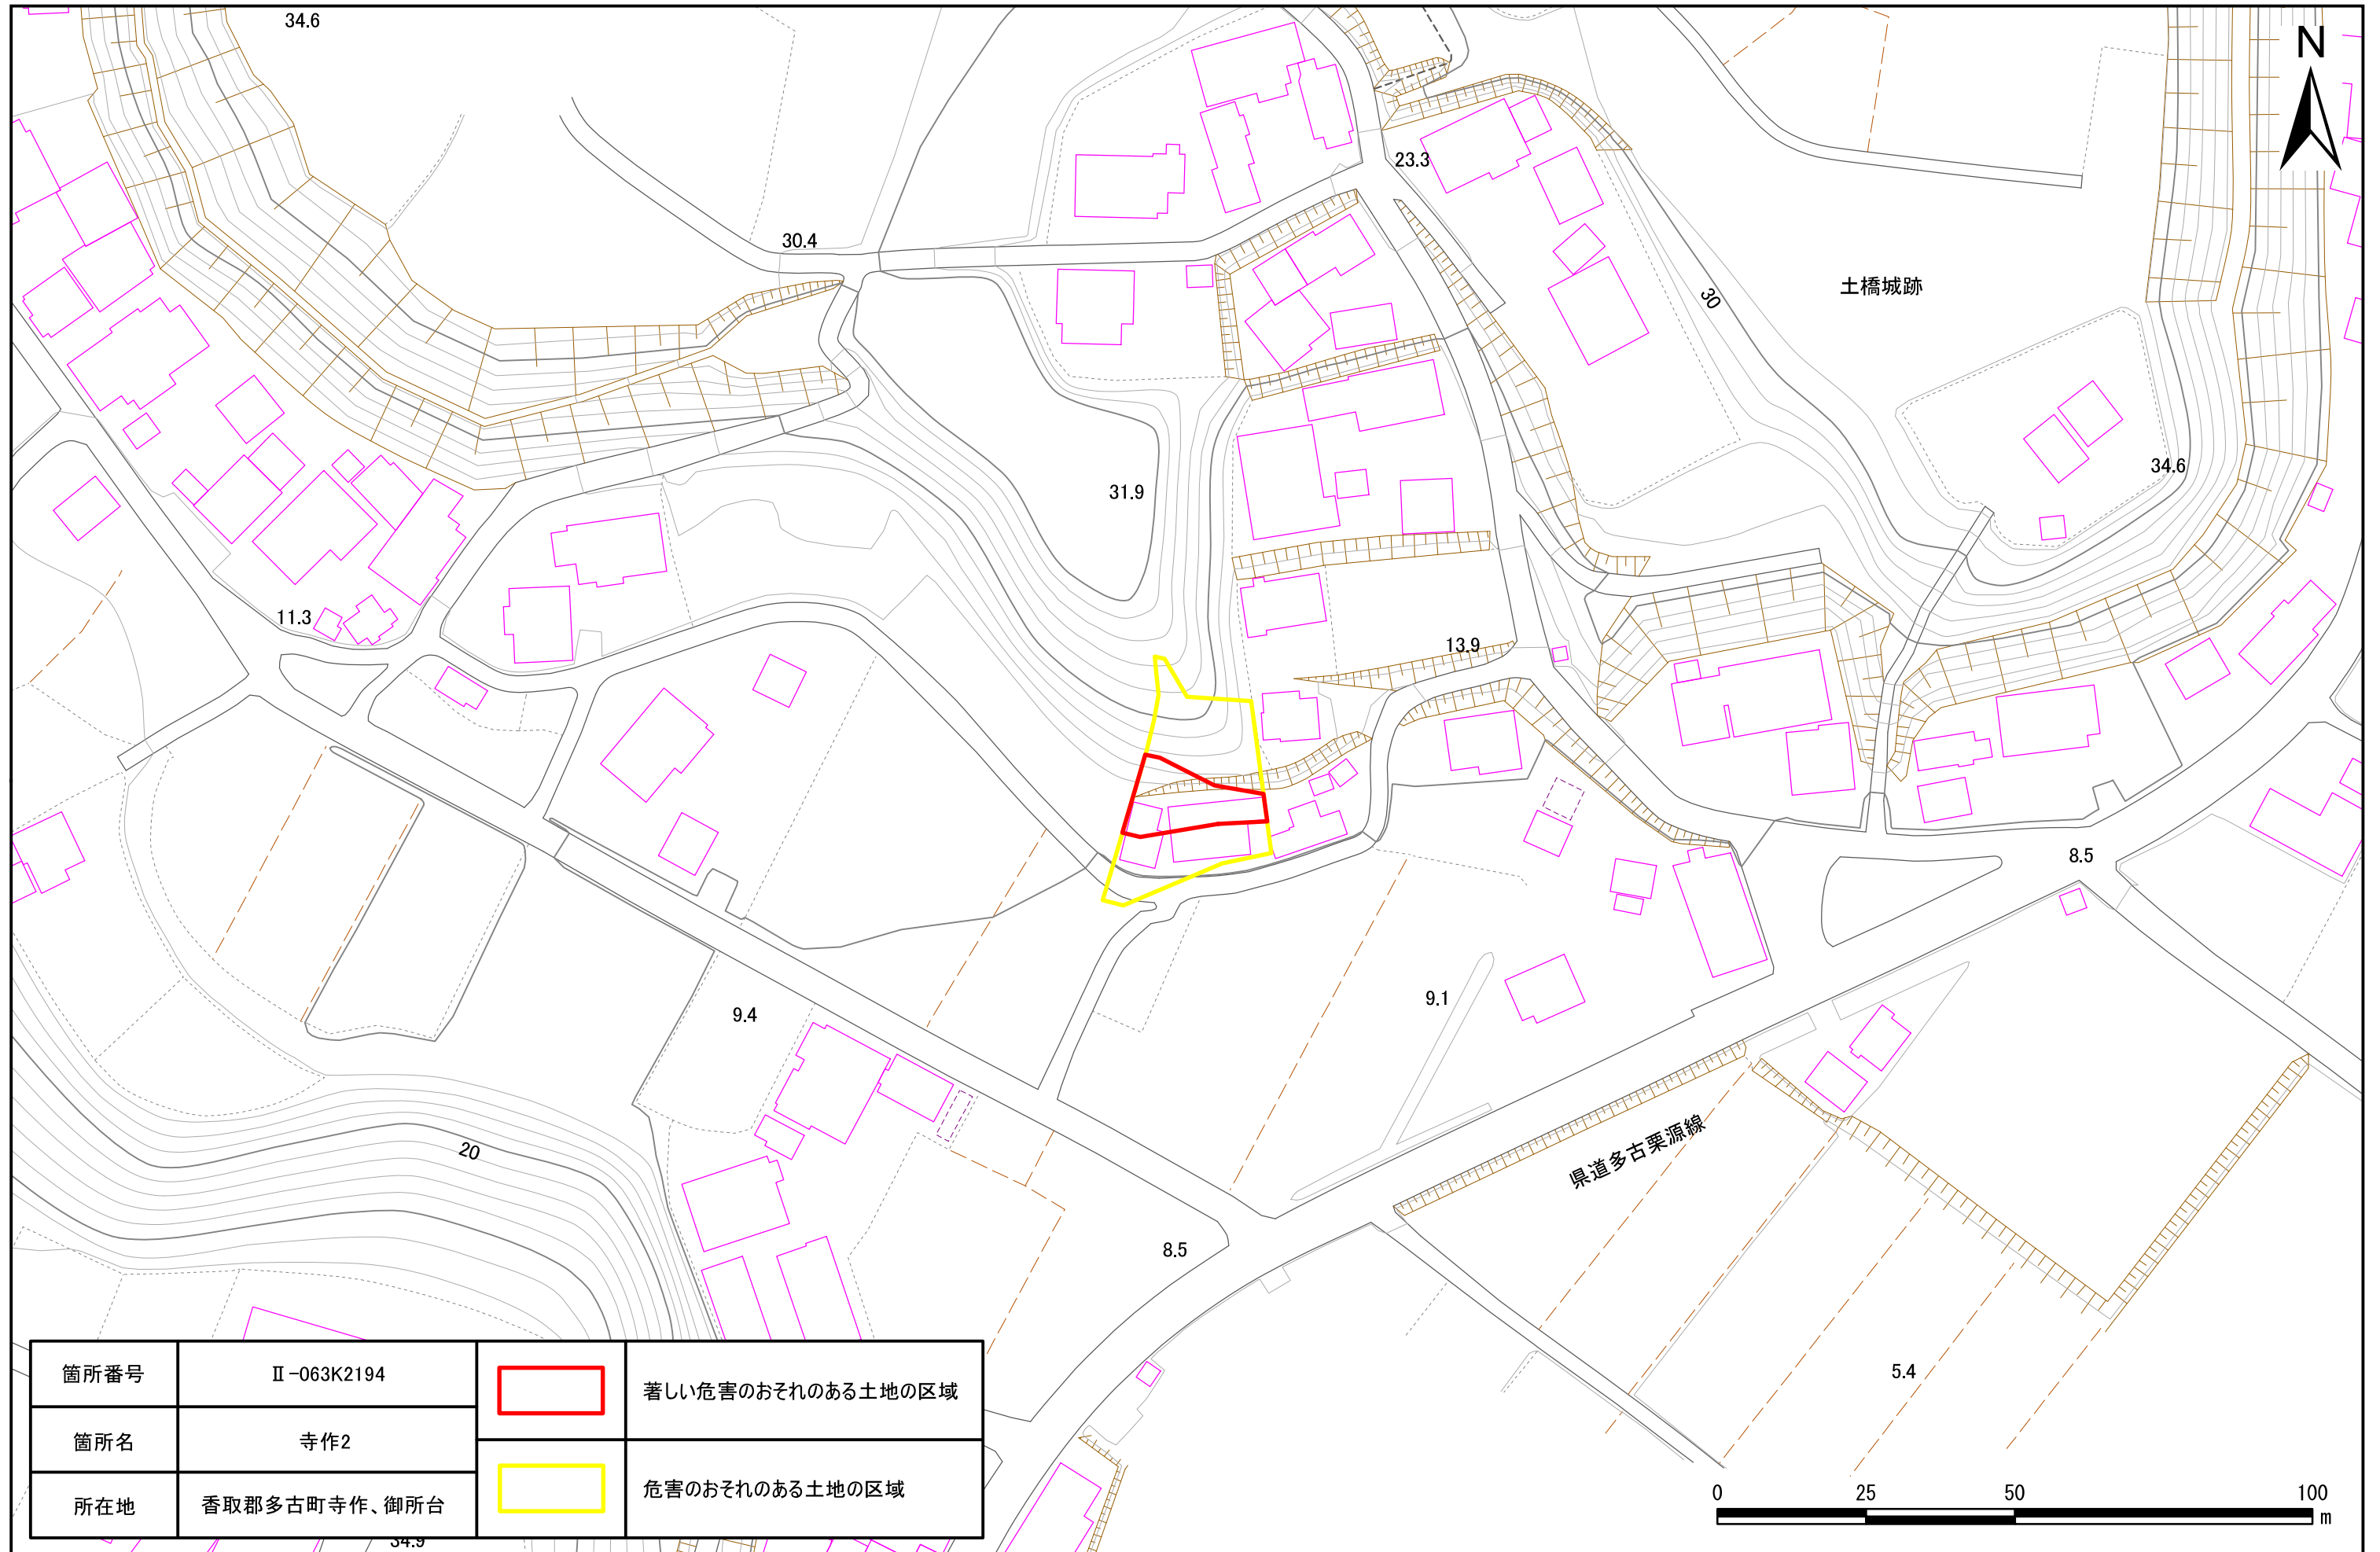 34.6
N
23.3
30.4
土橋城跡
30
34.6
31.9
11.3
13.9
8.5
9.1
9.4
県道多古栗源線
20
8.5
5.4
箇所番号 Ⅱ-063K2194
著しい危害のおそれのある土地の区域
箇所名 寺作2
危害のおそれのある土地の区域
所在地 香取郡多古町寺作、御所台
34.9
0 25 50 100
m